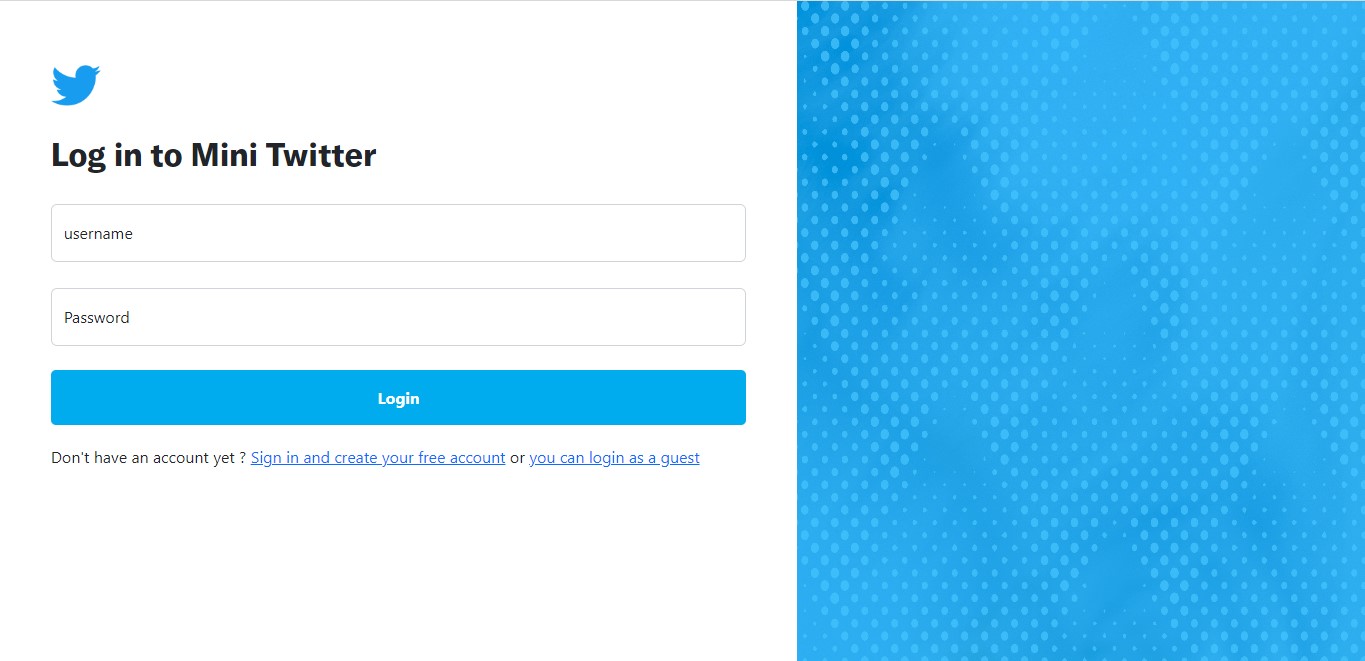 Log in to Mini Twitter
username
Password
Login
Don't have an account yet ? Sign in and create your free account or you can login as a guest